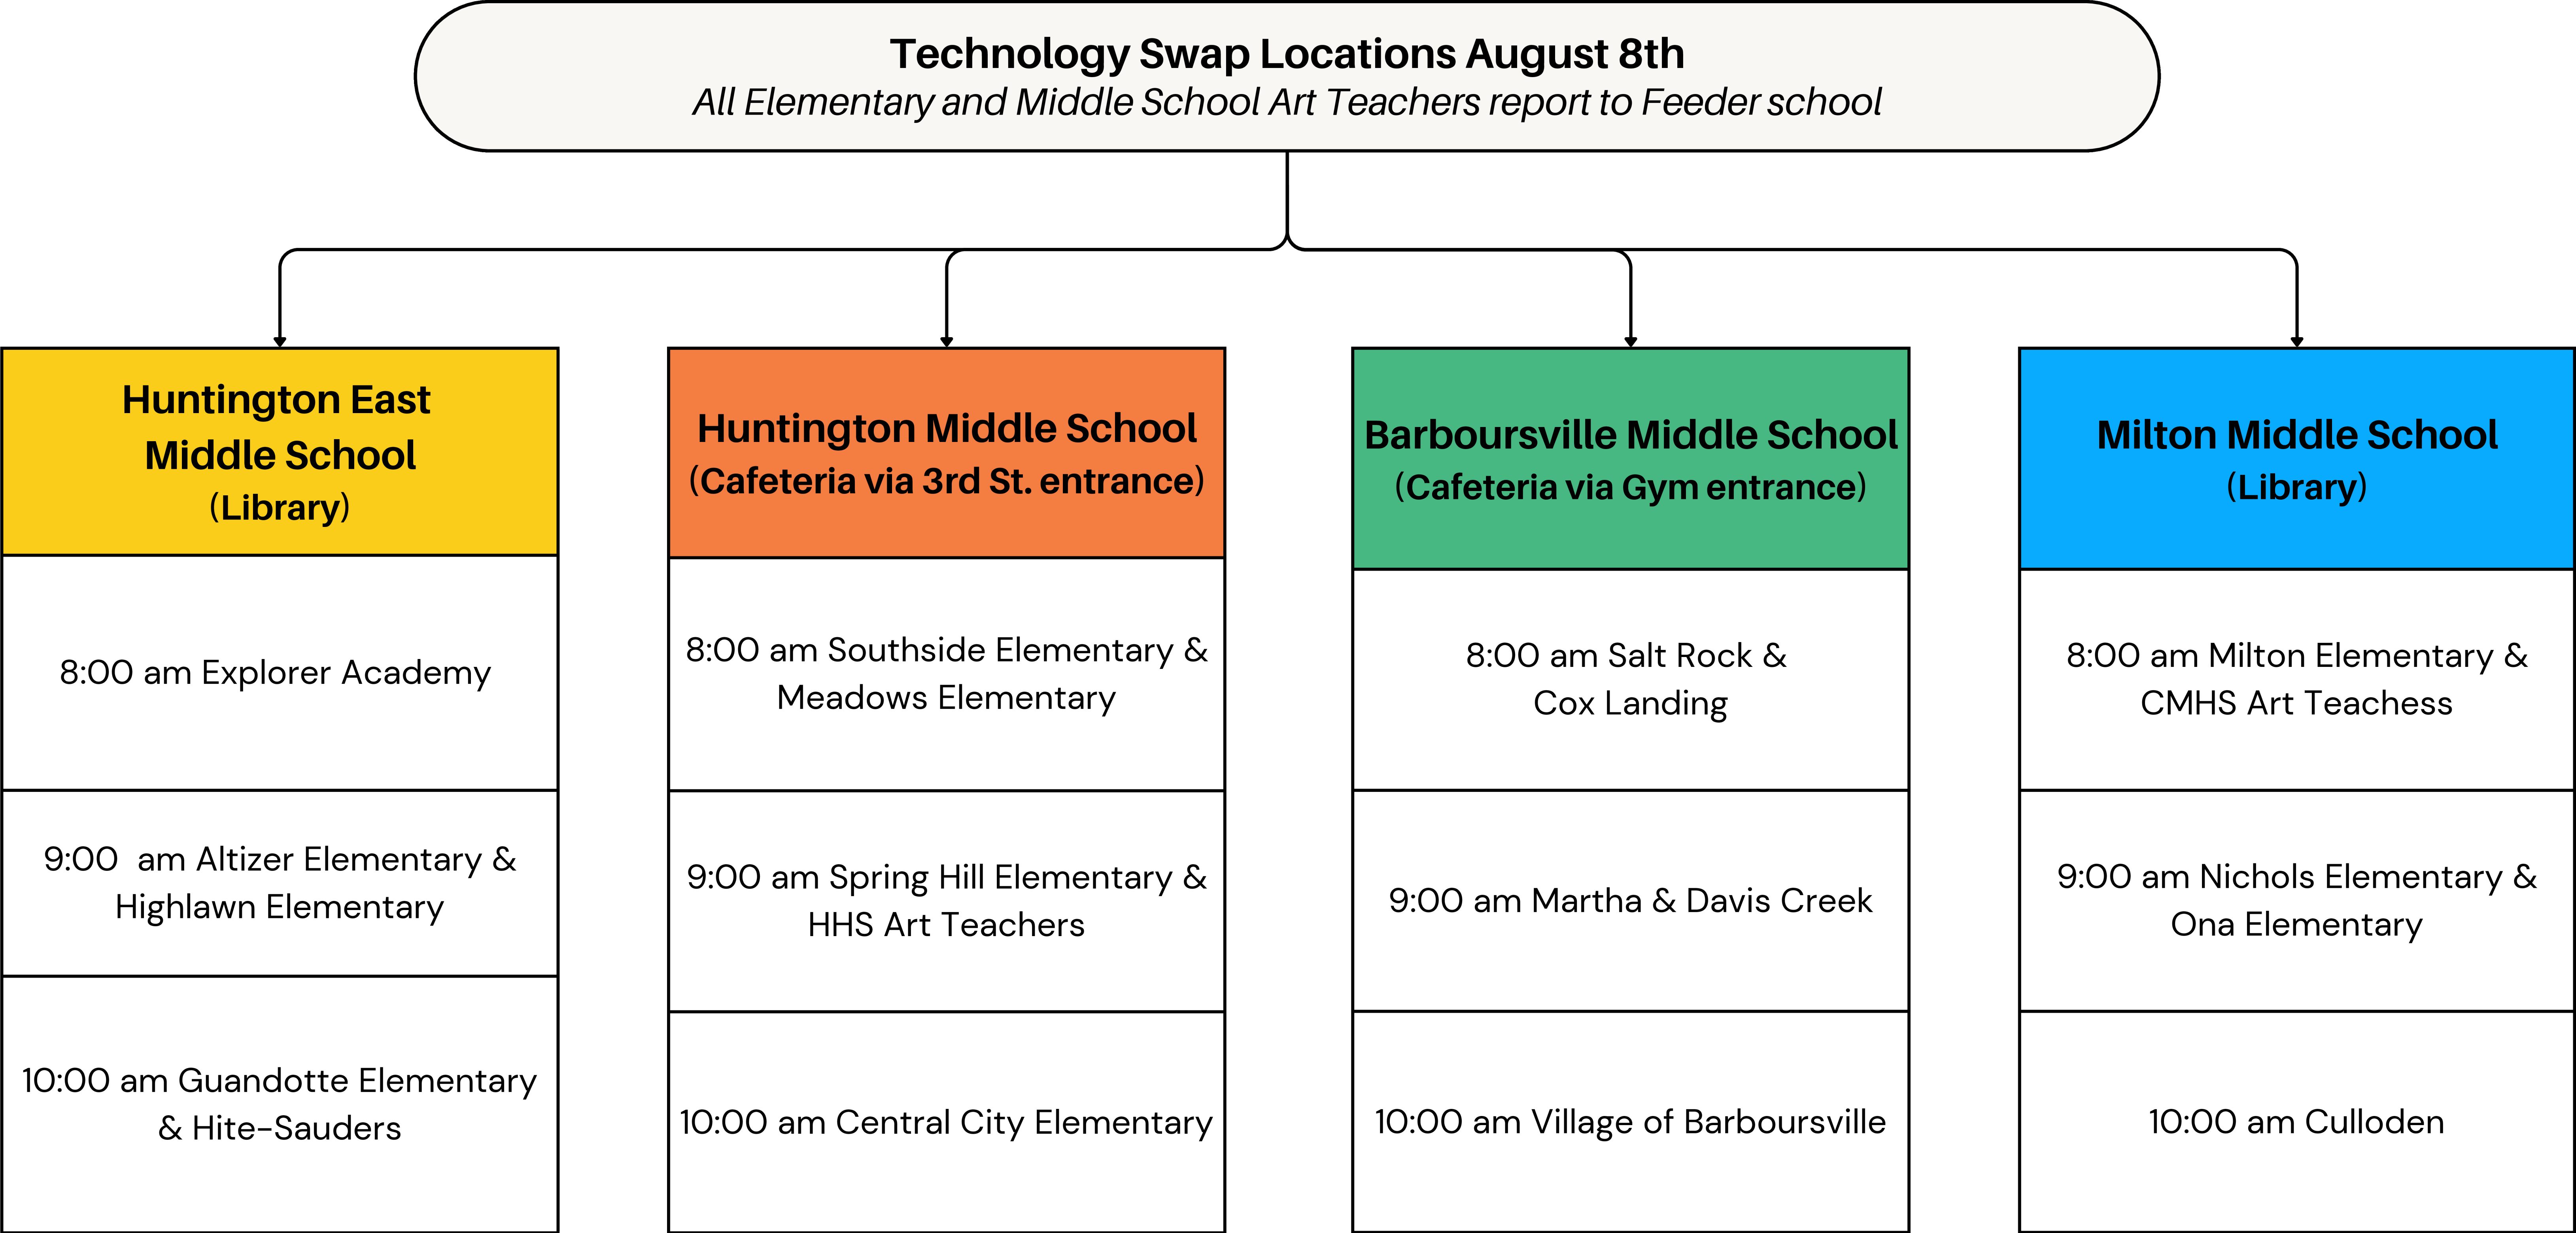 Technology Swap Locations August 8th
All Elementary and Middle School Art Teachers report to Feeder school
Huntington East
Middle School
(Library)
8:00 am Explorer Academy
9:00  am Altizer Elementary &
Highlawn Elementary
10:00 am Guandotte Elementary
& Hite-Sauders
Huntington Middle School
(Cafeteria via 3rd St. entrance)
8:00 am Southside Elementary &
Meadows Elementary
9:00 am Spring Hill Elementary &
HHS Art Teachers
10:00 am Central City Elementary
Barboursville Middle School
(Cafeteria via Gym entrance)
8:00 am Salt Rock &
Cox Landing
9:00 am Martha & Davis Creek
10:00 am Village of Barboursville
Milton Middle School
(Library)
8:00 am Milton Elementary &
CMHS Art Teachess
9:00 am Nichols Elementary &
Ona Elementary
10:00 am Culloden